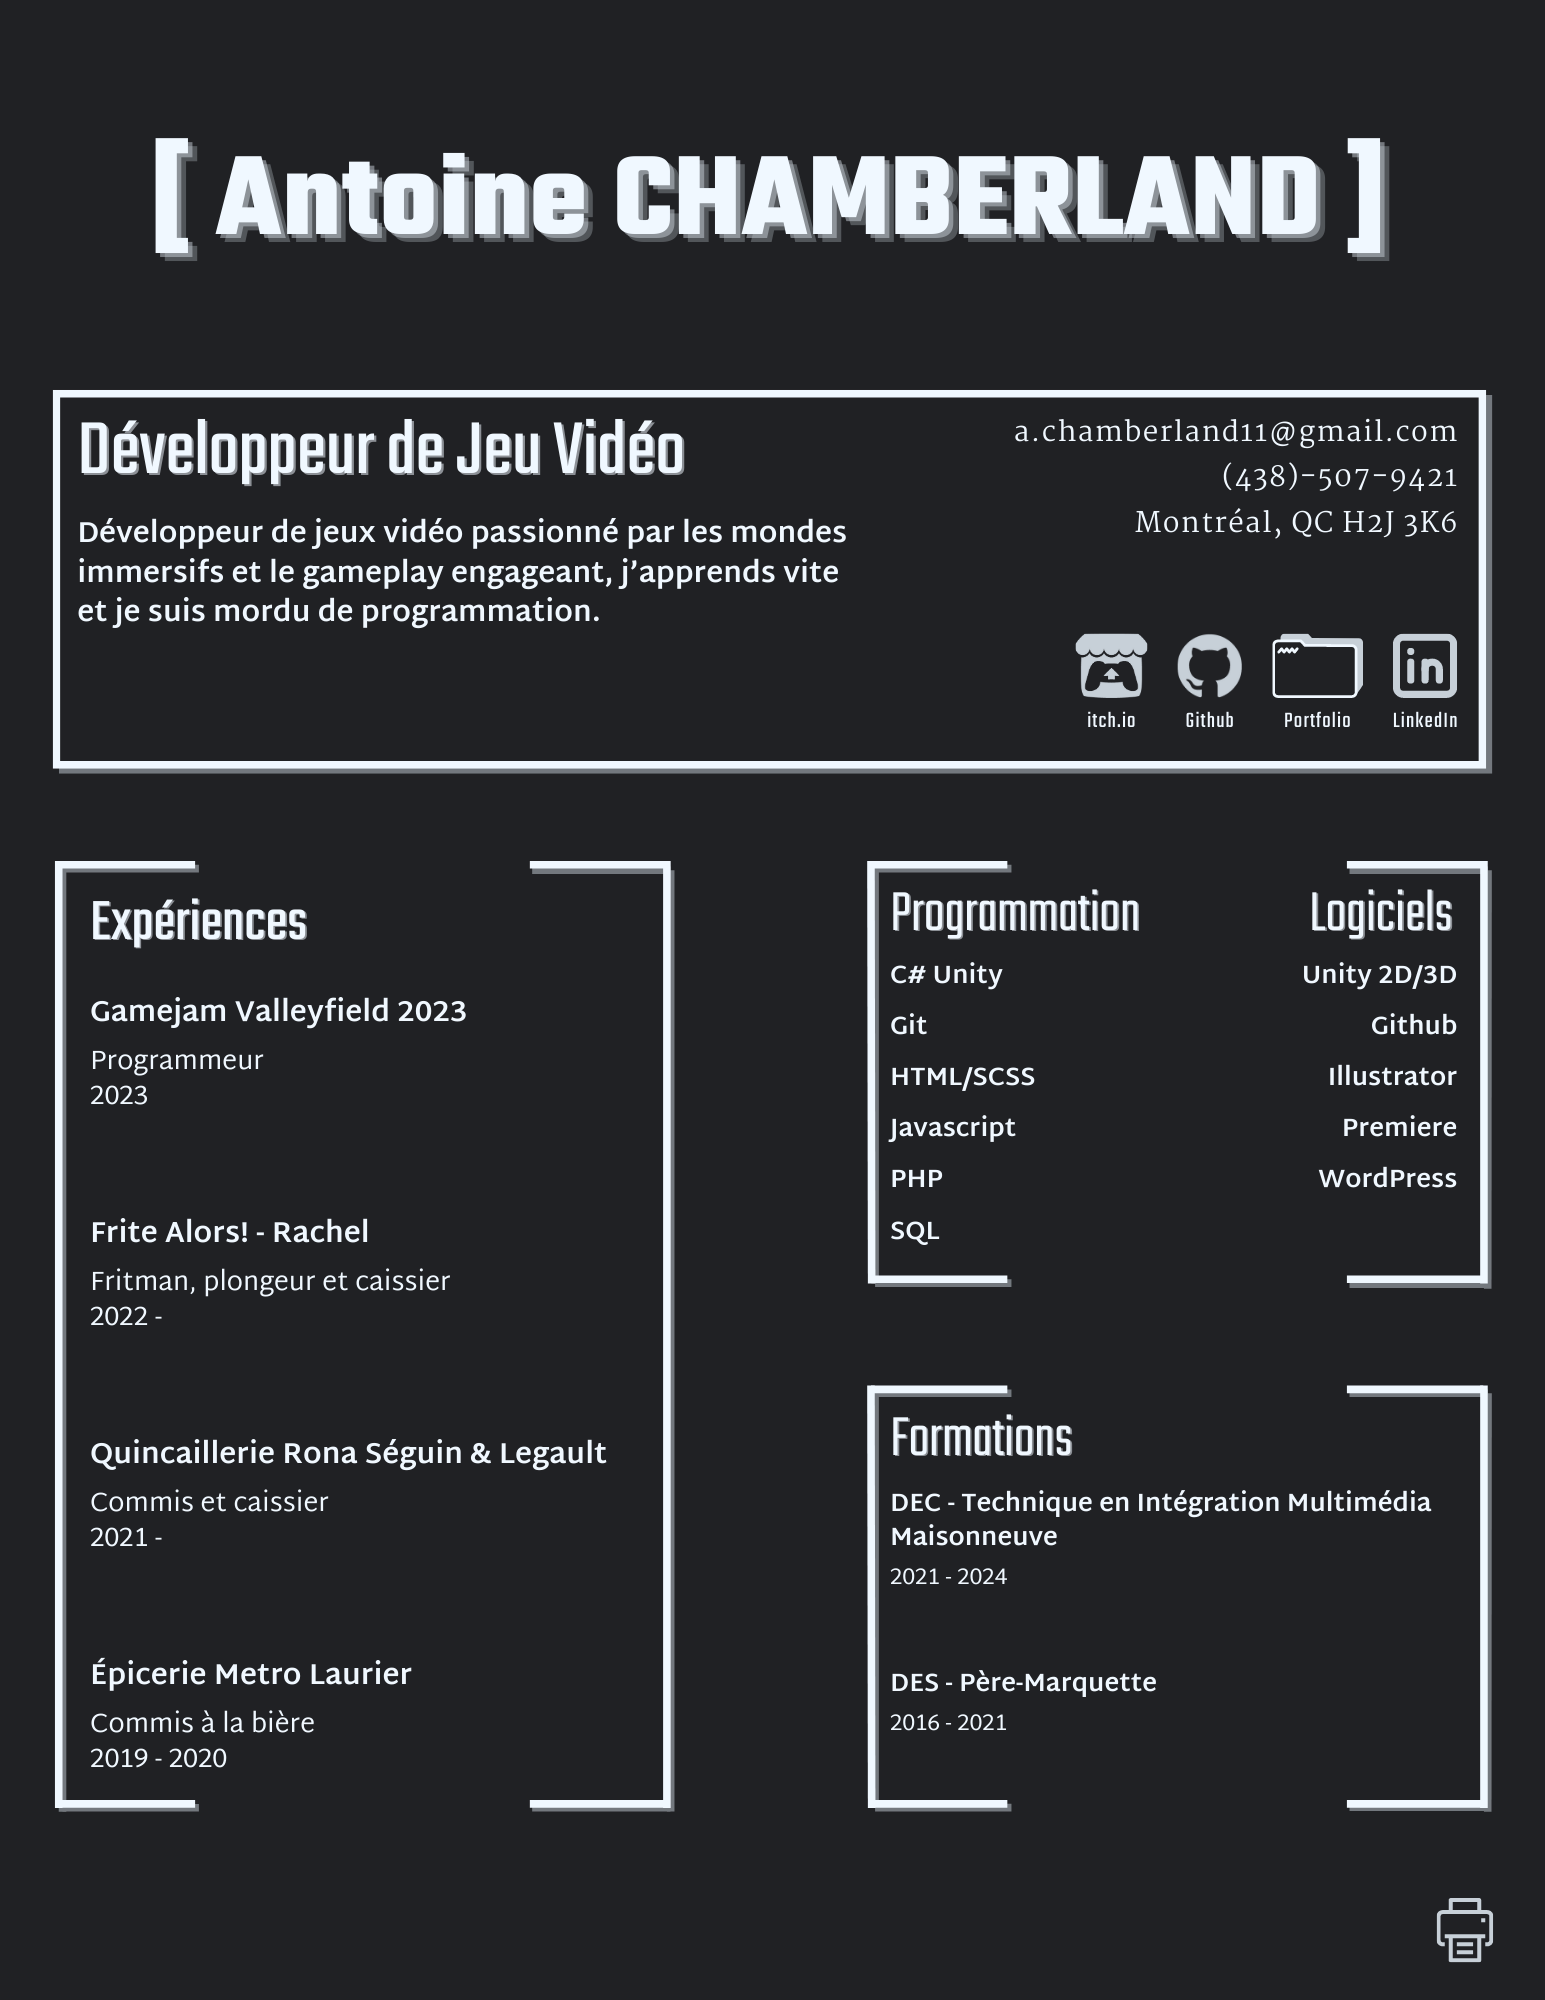 [ Antoine CHAMBERLAND ]
Développeur de Jeu Vidéo
Développeur de jeux vidéo passionné par les mondes
immersifs et le gameplay engageant, j’apprends vite
et je suis mordu de programmation.
a.chamberland11@gmail.com
(438)-507-9421
Montréal, QC H2J 3K6
itch.io
Github
Portfolio
LinkedIn
Expériences
Gamejam Valleyfield 2023
Programmeur
2023
Frite Alors! - Rachel
Fritman, plongeur et caissier
2022 -
Quincaillerie Rona Séguin & Legault
Commis et caissier
2021 -
Épicerie Metro Laurier
Commis à la bière
2019 - 2020
Programmation
C# Unity
Git
HTML/SCSS
Javascript
PHP
SQL
Logiciels
Unity 2D/3D
Github
Illustrator
Premiere
WordPress
Formations
DEC - Technique en Intégration Multimédia
Maisonneuve
2021 - 2024
DES - Père-Marquette
2016 - 2021